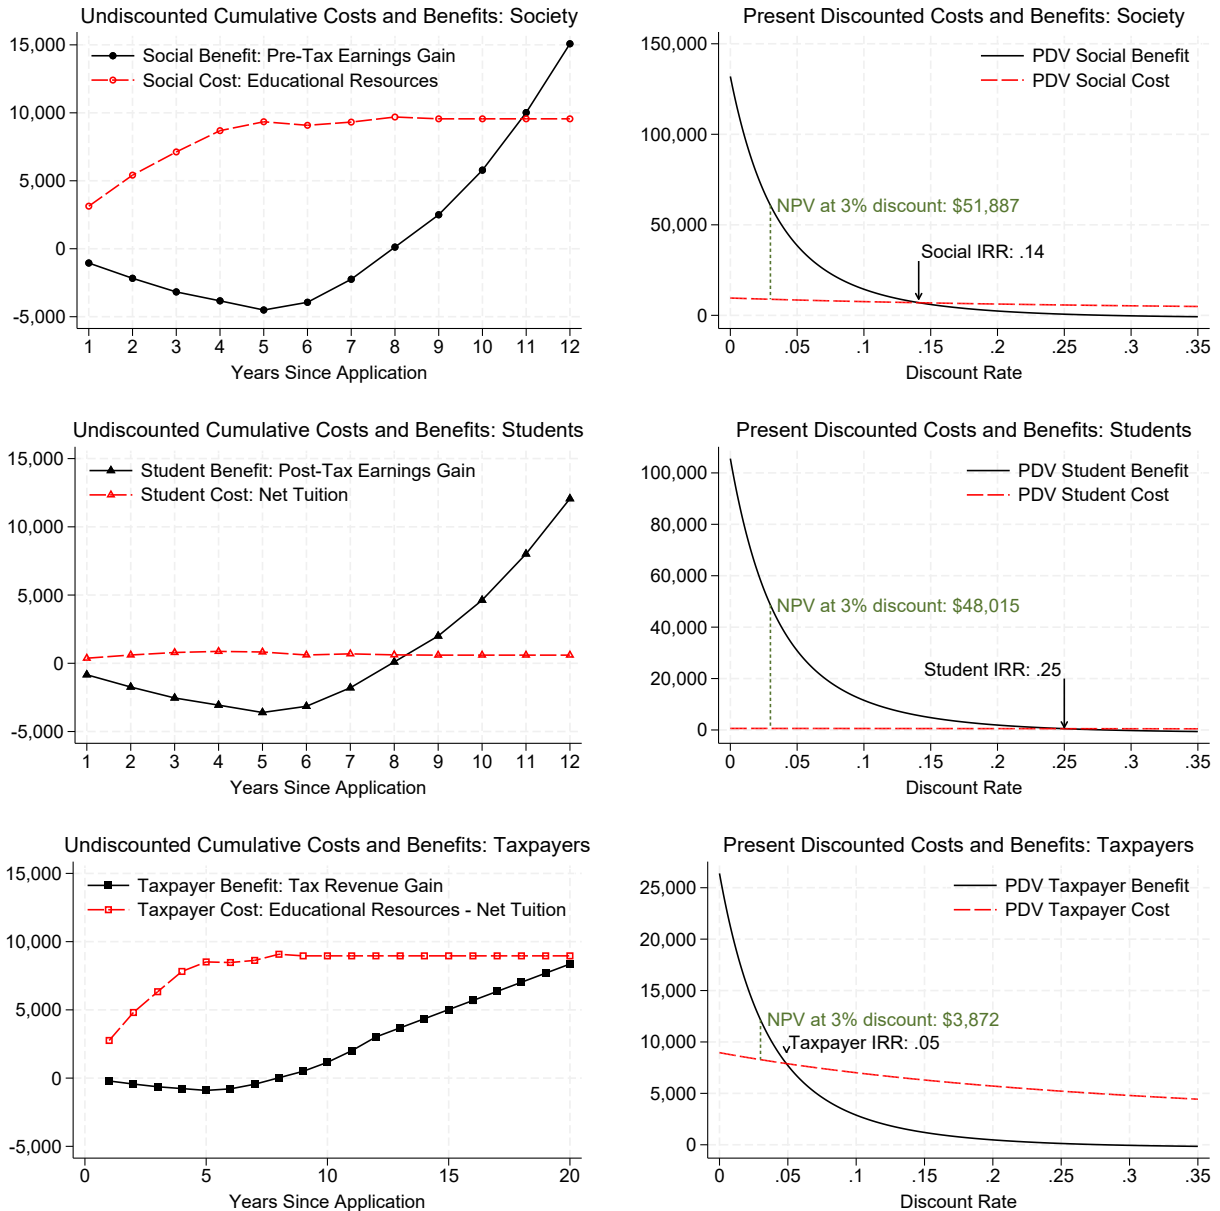 Undiscounted Cumulative Costs and Benefits: Society
15,000
10,000
5,000
0
-5,000
Social Benefit: Pre-Tax Earnings Gain
Social Cost: Educational Resources
1 2 3 4 5 6 7 8 9 10 11 12
Years Since Application
Present Discounted Costs and Benefits: Society
150,000
100,000
50,000
0
PDV Social Benefit
PDV Social Cost
NPV at 3% discount: $51,887
Social IRR: .14
0 .05 .1 .15 .2 .25 .3 .35
Discount Rate
Undiscounted Cumulative Costs and Benefits: Students
15,000
10,000
5,000
0
-5,000
Student Benefit: Post-Tax Earnings Gain
Student Cost: Net Tuition
1 2 3 4 5 6 7 8 9 10 11 12
Years Since Application
Present Discounted Costs and Benefits: Students
100,000
80,000
60,000
40,000
20,000
0
PDV Student Benefit
PDV Student Cost
NPV at 3% discount: $48,015
Student IRR: .25
0 .05 .1 .15 .2 .25 .3 .35
Discount Rate
Undiscounted Cumulative Costs and Benefits: Taxpayers
15,000
10,000
5,000
0
-5,000
Taxpayer Benefit: Tax Revenue Gain
Taxpayer Cost: Educational Resources - Net Tuition
0 5 10 15 20
Years Since Application
Present Discounted Costs and Benefits: Taxpayers
25,000
20,000
15,000
10,000
5,000
0
PDV Taxpayer Benefit
PDV Taxpayer Cost
NPV at 3% discount: $3,872
Taxpayer IRR: .05
0 .05 .1 .15 .2 .25 .3 .35
Discount Rate